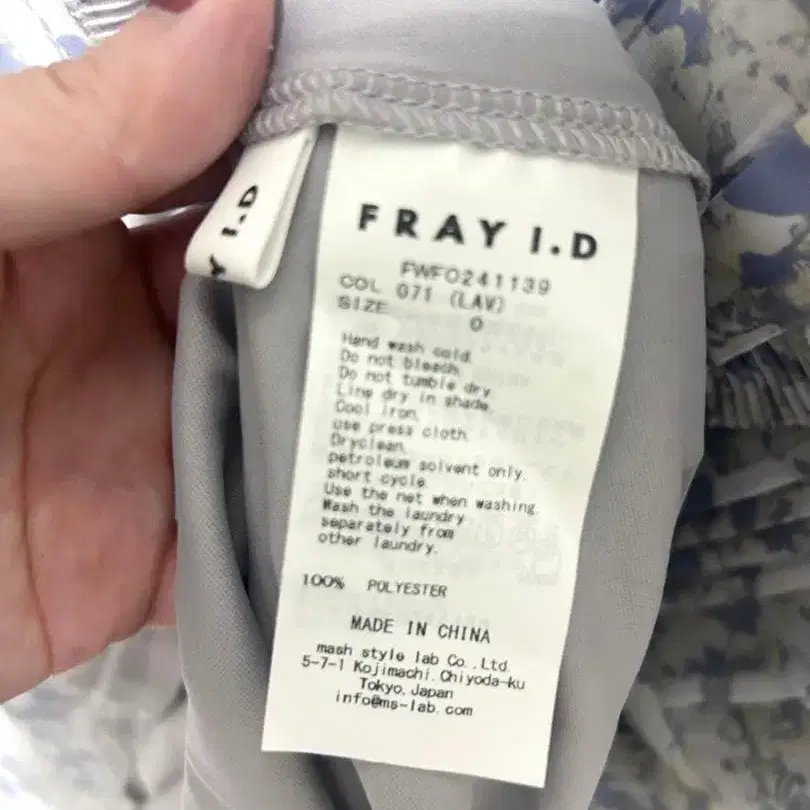 Y I.D
FRAY I.D
FWFO241139
COL 071 (LAV)
SIZE 0
Hand wash cold.
Do not bleach.
Do not tumble dry.
Line dry in shade.
Cool iron.
use press cloth.
Dryclean.
petroleum solvent only.
short cycle.
Use the net when washing.
Wash the laundry
separately from
other laundry.
100% POLYESTER
MADE IN CHINA
mash style lab Co.,Ltd.
5-7-1 Kojimachi, Chiyoda-ku
Tokyo, Japan
info@ms-lab.com